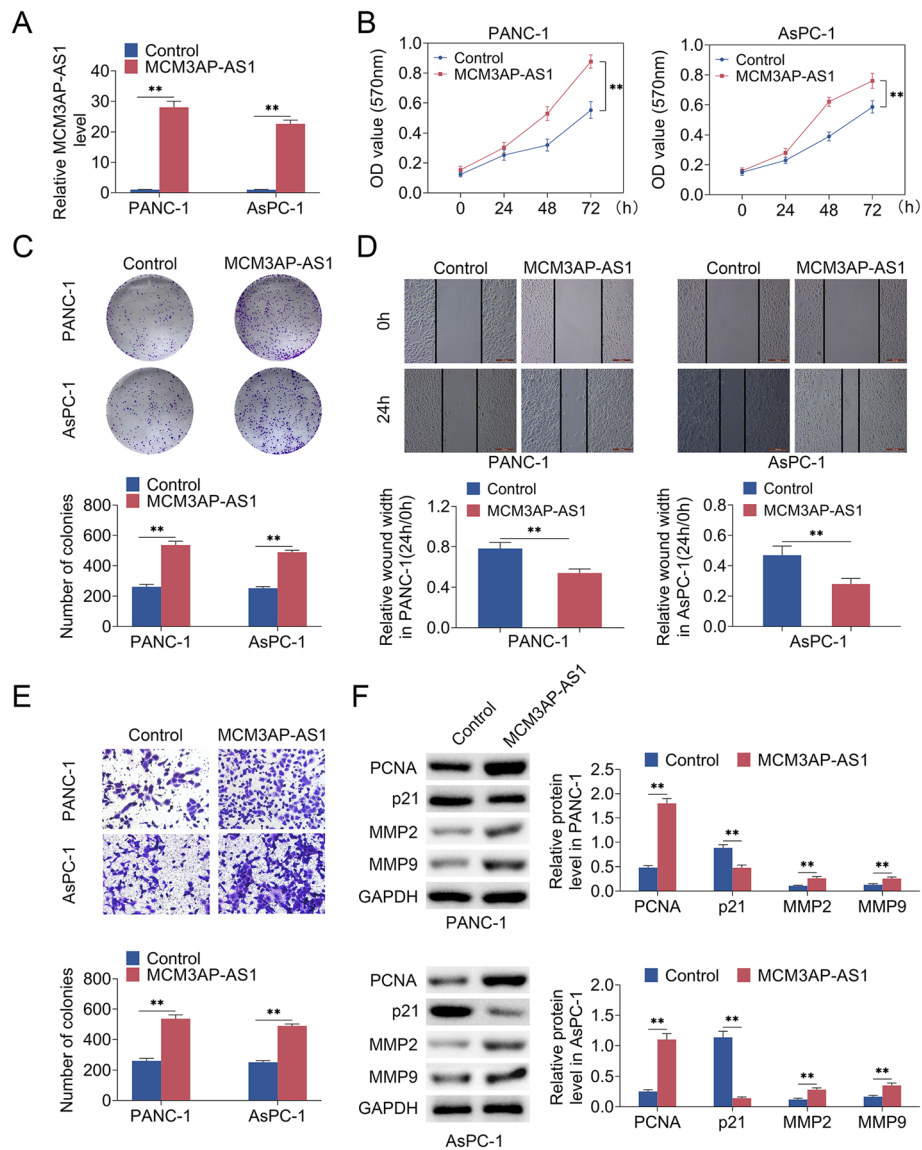 A
Control
MCM3AP-AS1
Relative MCM3AP-AS1
level
40
30
20
10
0
**
**
PANC-1
AsPC-1
B
PANC-1
Control
MCM3AP-AS1
OD value (570nm)
1.0
0.8
0.6
0.4
0.2
0.0
**
0 24 48 72 (h)
AsPC-1
Control
MCM3AP-AS1
OD value (570nm)
1.0
0.8
0.6
0.4
0.2
0.0
**
0 24 48 72 (h)
C
Control MCM3AP-AS1
PANC-1
AsPC-1
Control
MCM3AP-AS1
Number of colonies
800
600
400
200
0
**
**
PANC-1 AsPC-1
D
Control MCM3AP-AS1 Control MCM3AP-AS1
0h
24h
PANC-1 AsPC-1
Control
MCM3AP-AS1
Relative wound width
in PANC-1(24h/0h)
1.2
0.8
0.4
0.0
**
PANC-1
Control
MCM3AP-AS1
Relative wound width
in AsPC-1(24h/0h)
0.8
0.6
0.4
0.2
0.0
**
AsPC-1
E
Control MCM3AP-AS1
PANC-1
AsPC-1
Control
MCM3AP-AS1
Number of colonies
800
600
400
200
0
**
**
PANC-1 AsPC-1
F
Control
MCM3AP-AS1
PCNA
p21
MMP2
MMP9
GAPDH
PANC-1
Control MCM3AP-AS1
Relative protein
level in PANC-1
2.5
2.0
1.5
1.0
0.5
0.0
**
**
**
**
PCNA p21 MMP2 MMP9
PCNA
p21
MMP2
MMP9
GAPDH
AsPC-1
Control MCM3AP-AS1
Relative protein
level in AsPC-1
2.0
1.5
1.0
0.5
0.0
**
**
**
**
PCNA p21 MMP2 MMP9